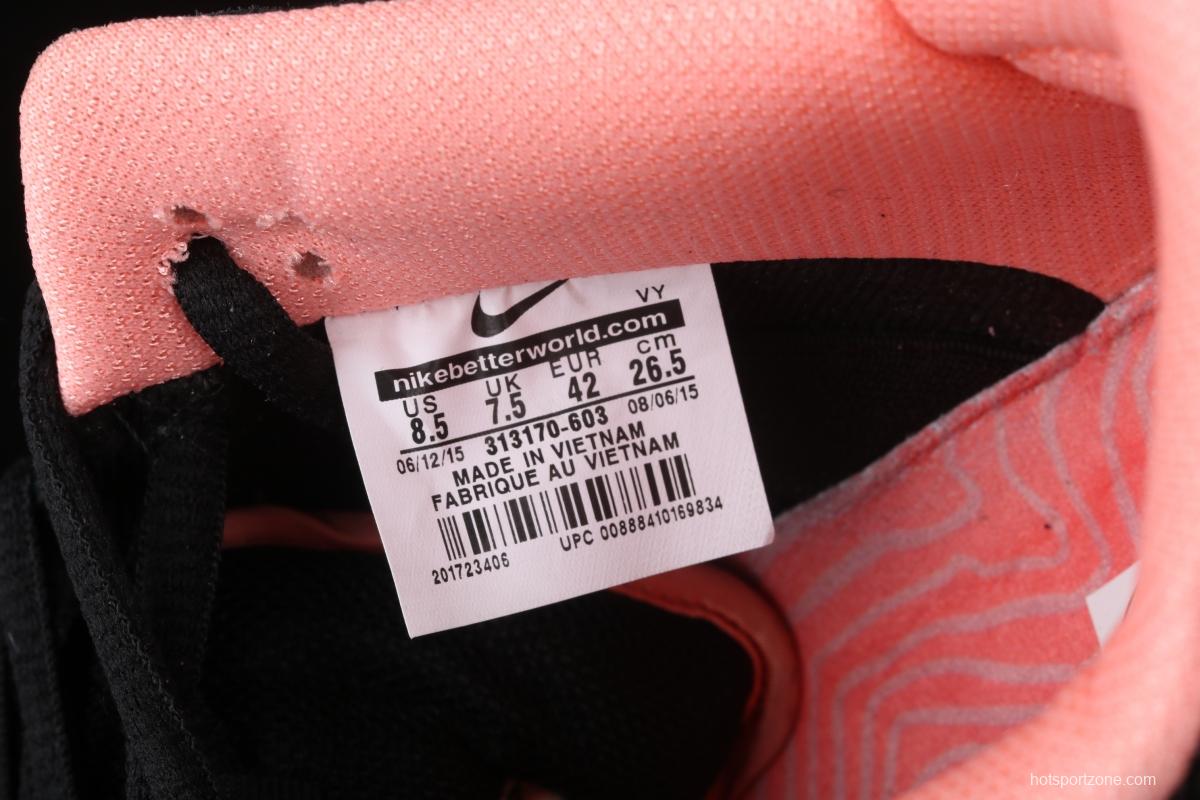 VY
nikebetterworld.com
US UK EUR cm
8.5 7.5 42 26.5
06/12/15 313170-603 08/06/15
MADE IN VIETNAM
FABRIQUE AU VIETNAM
201723406 UPC 00888410169834
hotsportzone.com